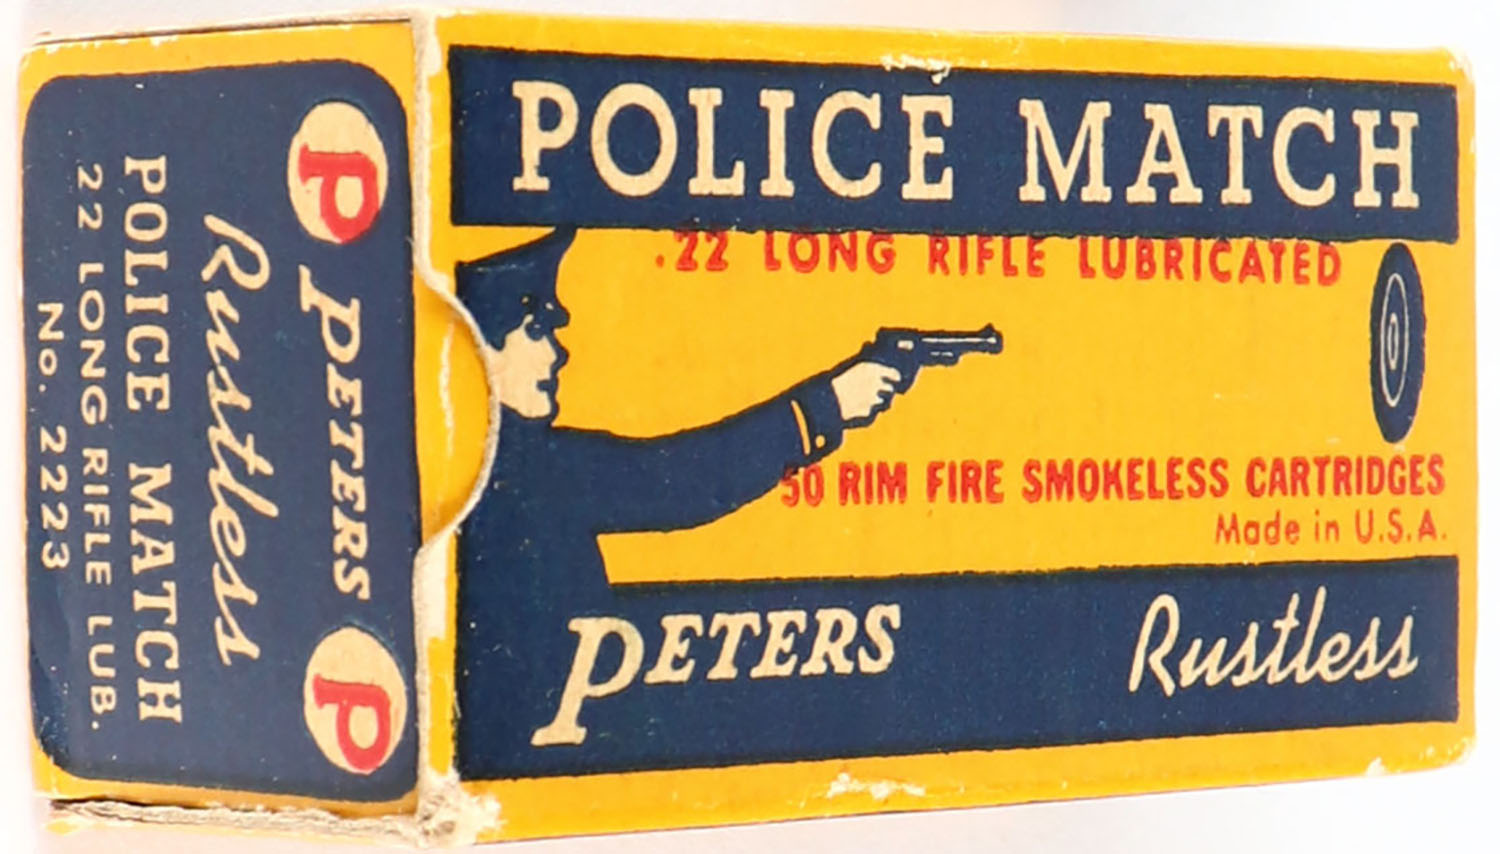 POLICE MATCH
.22 LONG RIFLE LUBRICATED
50 RIM FIRE SMOKELESS CARTRIDGES
Made in U.S.A.
PETERS
Rustless
P PETERS P
Rustless
POLICE MATCH
22 LONG RIFLE LUB.
No. 2223